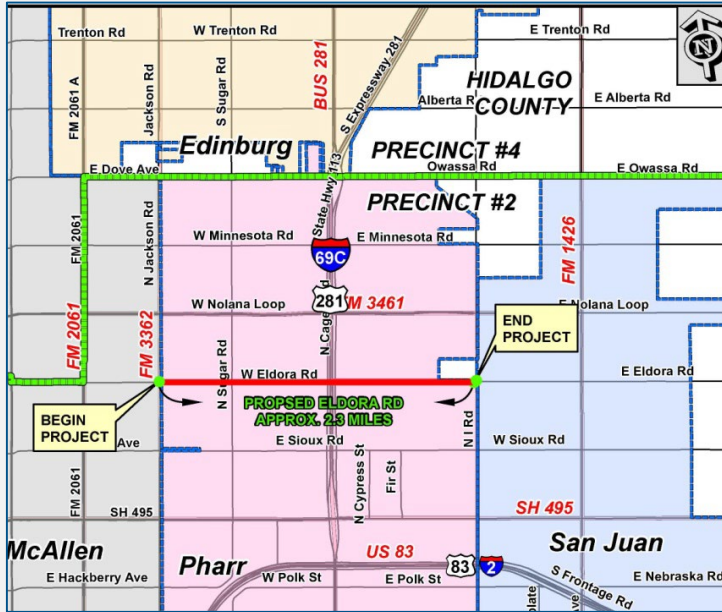 Trenton Rd
W Trenton Rd
E Trenton Rd
FM 2061 A
Jackson Rd
S Sugar Rd
BUS 281
S Expressway 281
HIDALGO
COUNTY
N
Alberta Rd
E Alberta Rd
Edinburg
PRECINCT #4
State Hwy 113
E Dove Ave
Owassa Rd
E Owassa Rd
PRECINCT #2
FM 2061
N Jackson Rd
W Minnesota Rd
E Minnesota Rd
FM 1426
69C
281
W Nolana Loop
FM 3461
E Nolana Loop
FM 2061
FM 3362
N Cage
END
PROJECT
N Sugar Rd
W Eldora Rd
E Eldora Rd
BEGIN
PROJECT
PROPSED ELDORA RD
APPROX. 2.3 MILES
N I Rd
Ave
E Sioux Rd
W Sioux Rd
FM 2061
N Cypress St
Fir St
SH 495
SH 495
McAllen
Pharr
US 83
83
2
San Juan
E Hackberry Ave
W Polk St
E Polk St
S Frontage Rd
E Nebraska Rd